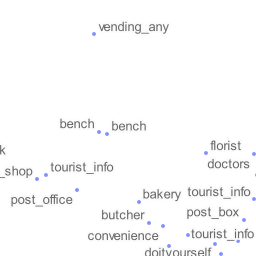 vending_any
bench
bench
florist
k
doctors
_shop
tourist_info
post_office
bakery
tourist_info
butcher
post_box
convenience
tourist_info
doityourself